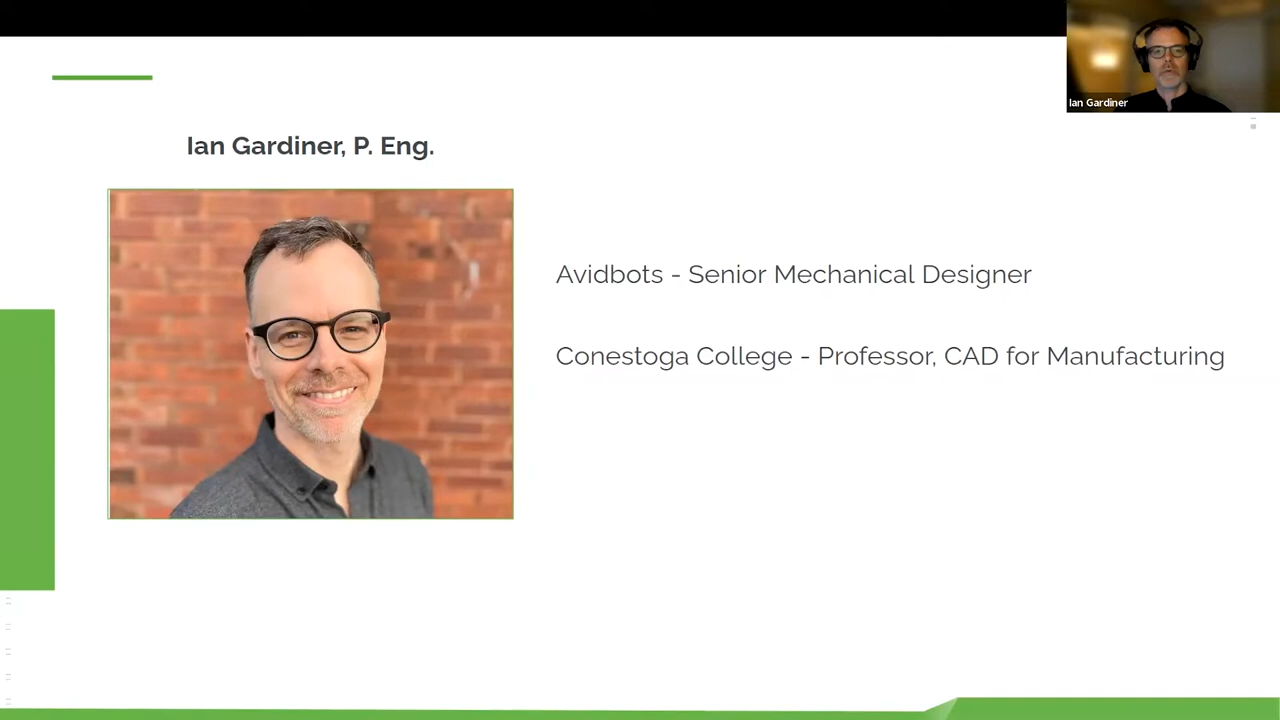 Ian Gardiner
Ian Gardiner, P. Eng.
Avidbots - Senior Mechanical Designer
Conestoga College - Professor, CAD for Manufacturing